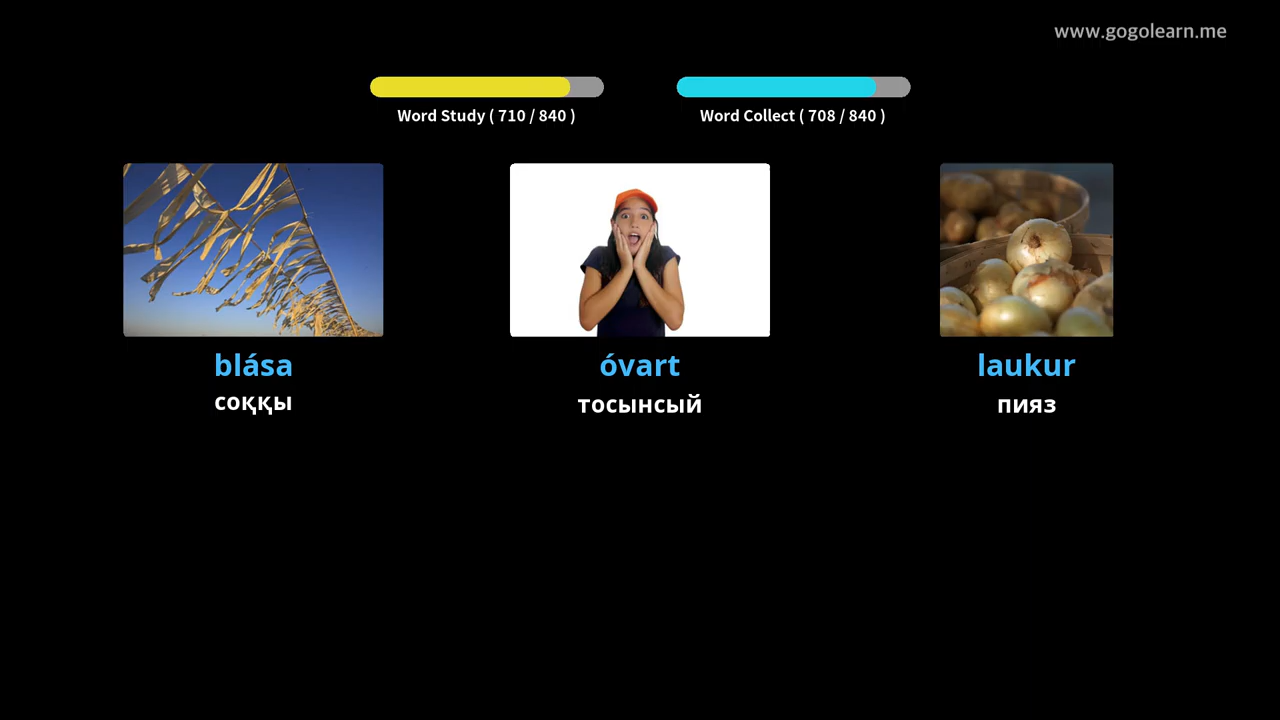 www.gogolearn.me
Word Study ( 710 / 840 )
Word Collect ( 708 / 840 )
blása
соққы
óvart
тосынсый
laukur
пияз